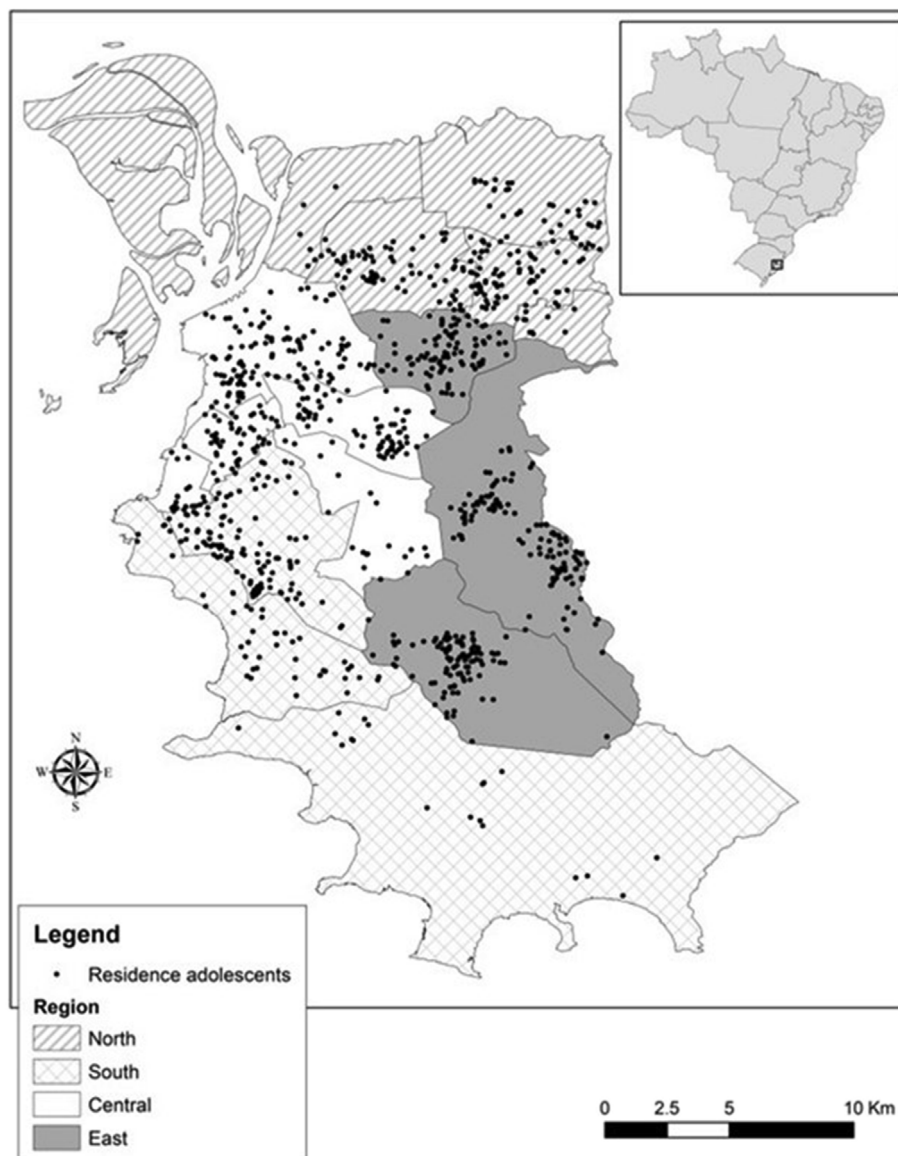 N
W E
S
Legend
Residence adolescents
Region
North
South
Central
East
0 2.5 5 10 Km